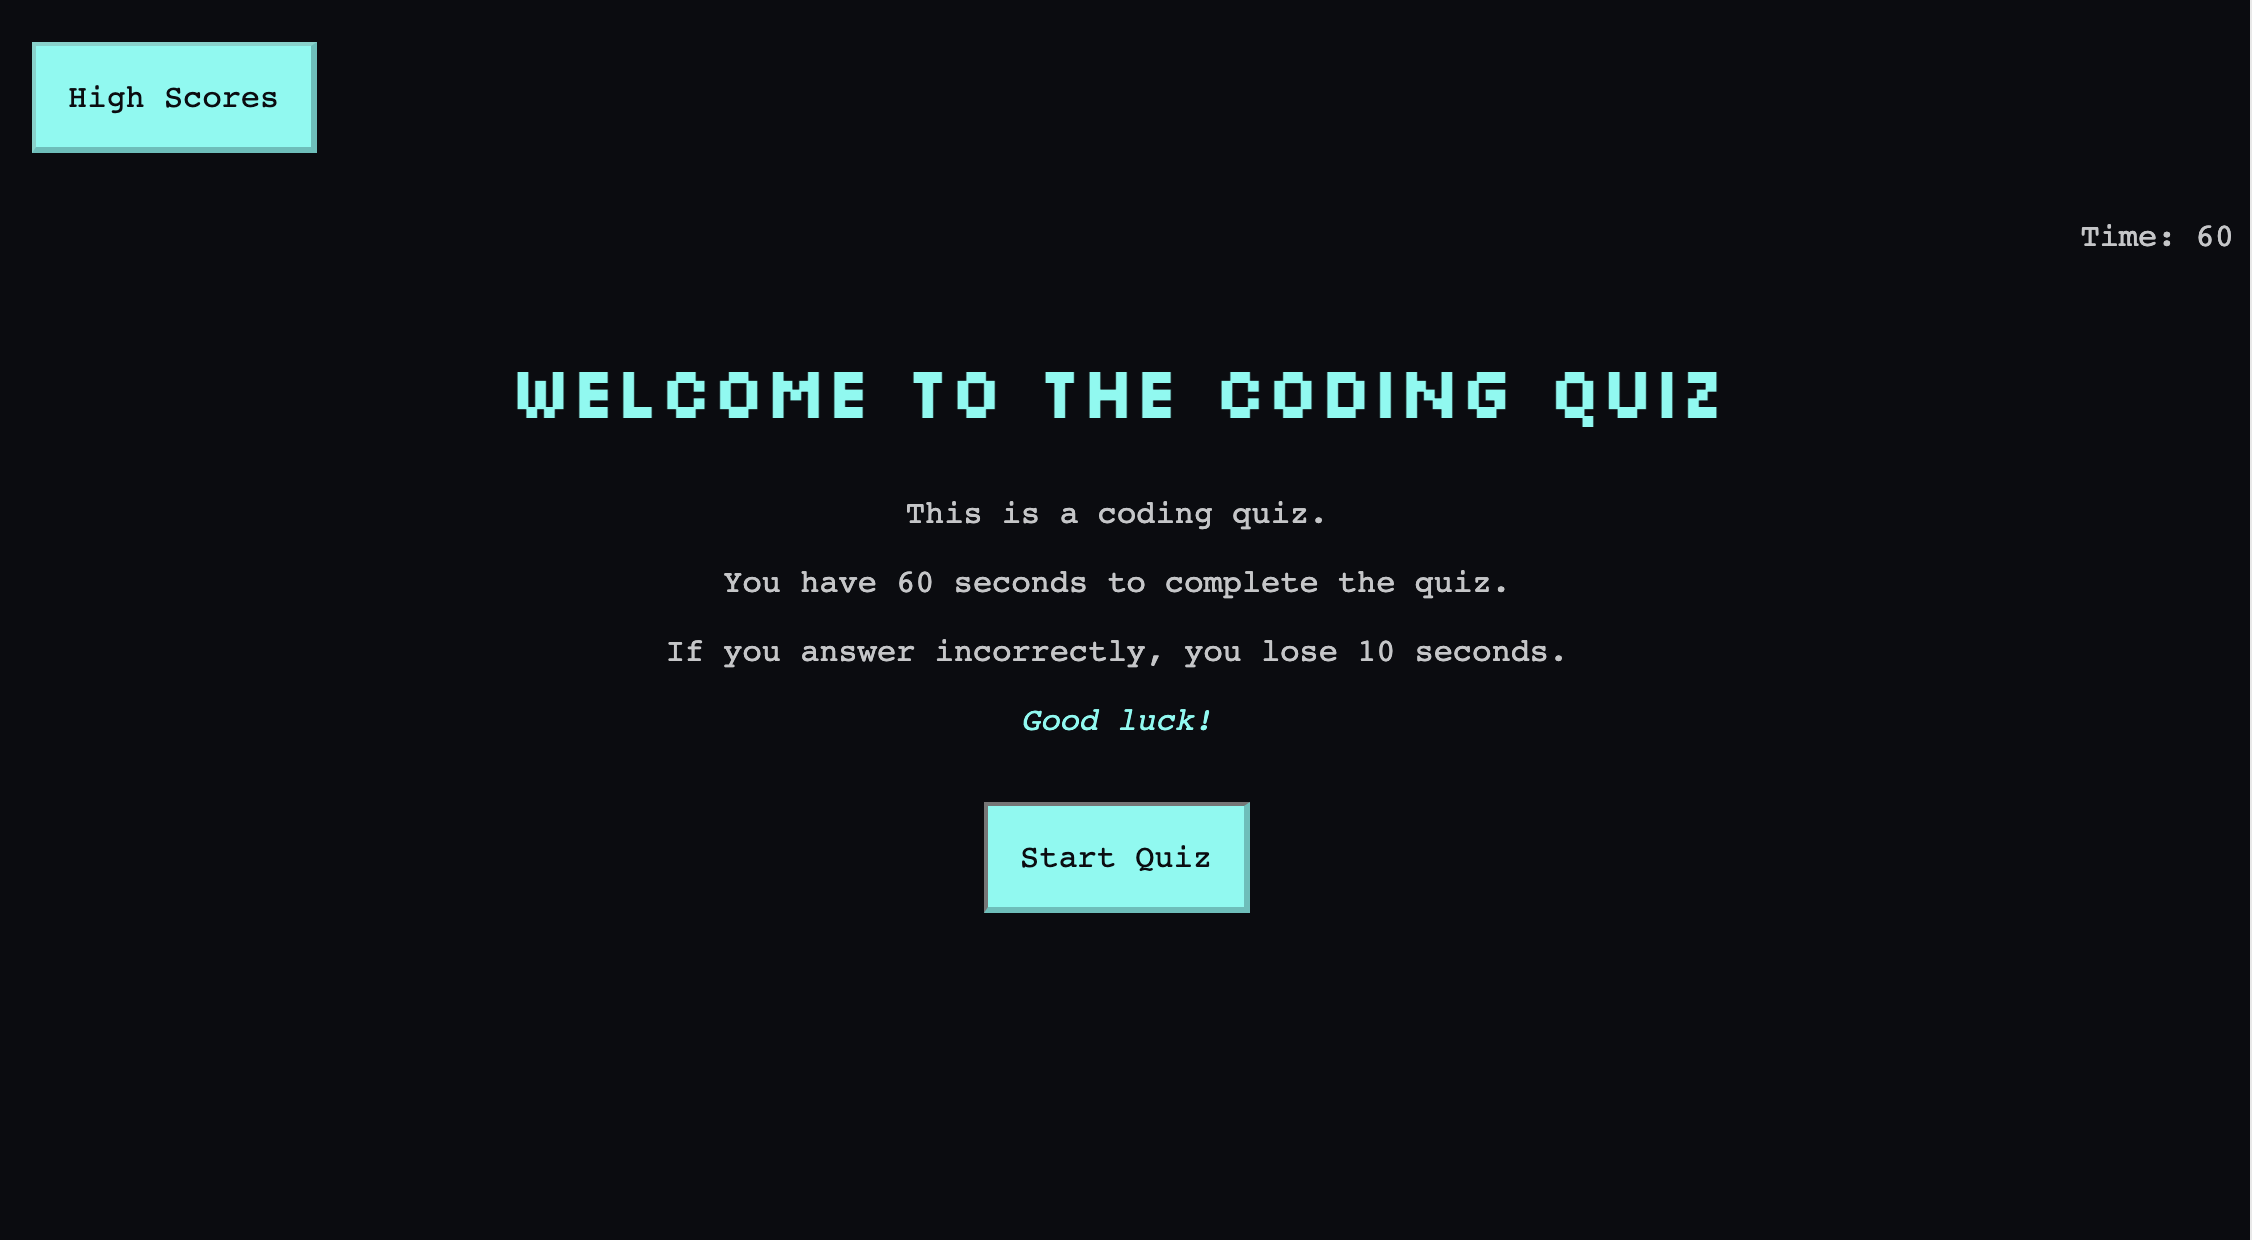 High Scores
Time: 60
WELCOME TO THE CODING QUIZ
This is a coding quiz.
You have 60 seconds to complete the quiz.
If you answer incorrectly, you lose 10 seconds.
Good luck!
Start Quiz